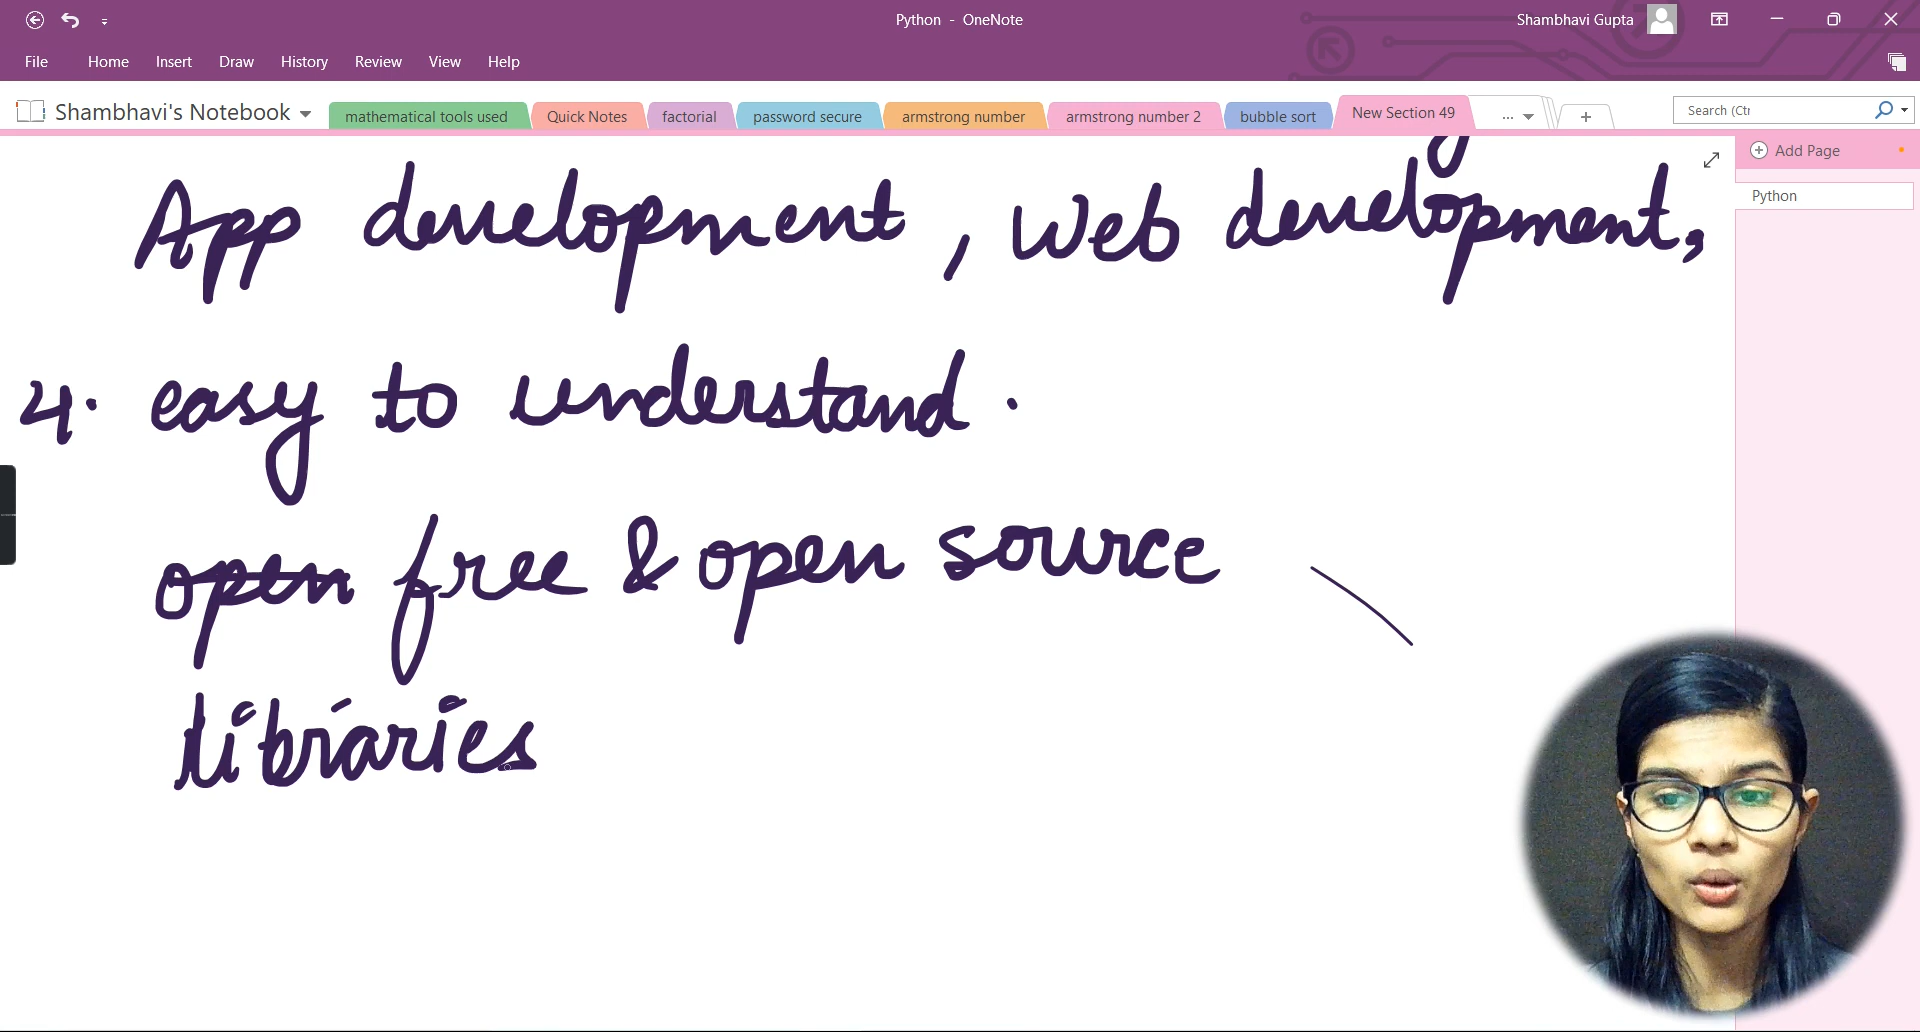 Python - OneNote
Shambhavi Gupta
File Home Insert Draw History Review View Help
Shambhavi's Notebook
mathematical tools used Quick Notes factorial password secure armstrong number armstrong number 2 bubble sort New Section 49 ... +
Search (Ctr
Add Page
Python
App development, Web development,
4. easy to understand.
open free & open source
libraries